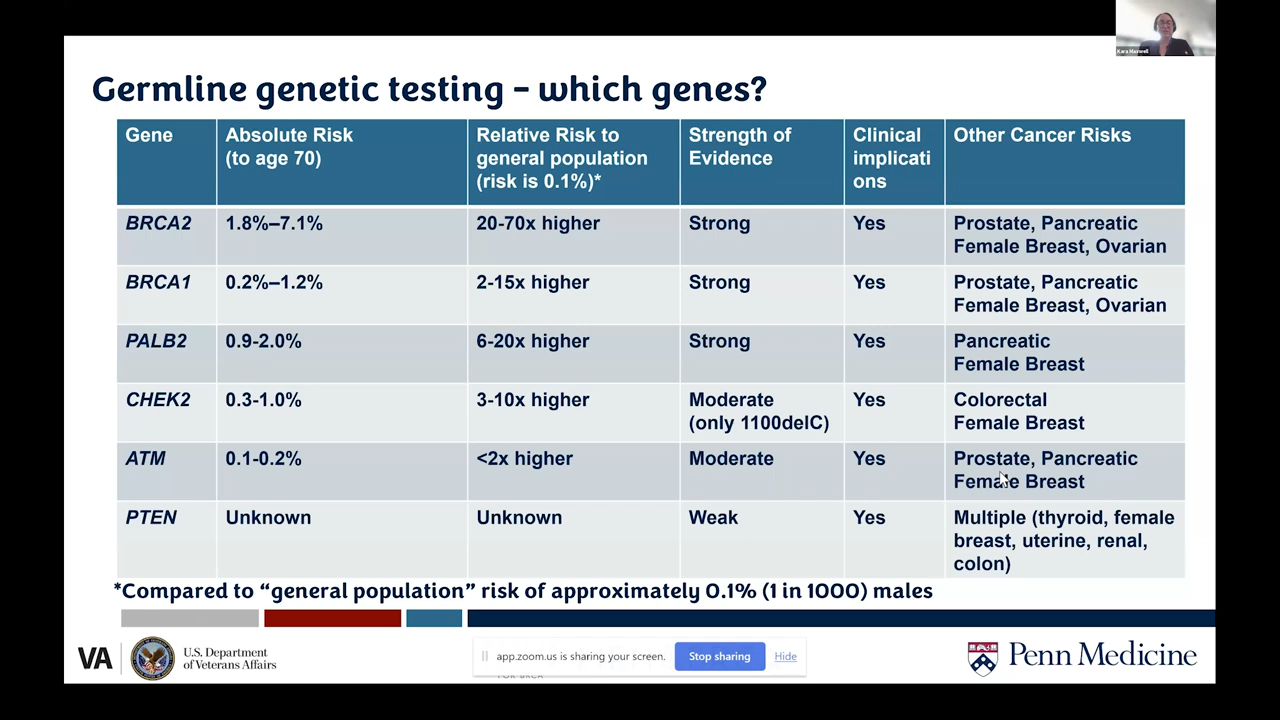 Kara Maxwell
Germline genetic testing – which genes?
Gene
Absolute Risk
(to age 70)
Relative Risk to
general population
(risk is 0.1%)*
Strength of
Evidence
Clinical
implicati
ons
Other Cancer Risks
BRCA2
1.8%–7.1%
20-70x higher
Strong
Yes
Prostate, Pancreatic
Female Breast, Ovarian
BRCA1
0.2%–1.2%
2-15x higher
Strong
Yes
Prostate, Pancreatic
Female Breast, Ovarian
PALB2
0.9-2.0%
6-20x higher
Strong
Yes
Pancreatic
Female Breast
CHEK2
0.3-1.0%
3-10x higher
Moderate
(only 1100delC)
Yes
Colorectal
Female Breast
ATM
0.1-0.2%
<2x higher
Moderate
Yes
Prostate, Pancreatic
Female Breast
PTEN
Unknown
Unknown
Weak
Yes
Multiple (thyroid, female
breast, uterine, renal,
colon)
*Compared to “general population” risk of approximately 0.1% (1 in 1000) males
VA
U.S. Department
of Veterans Affairs
app.zoom.us is sharing your screen.
Stop sharing
Hide
FOR BRCA
Penn Medicine